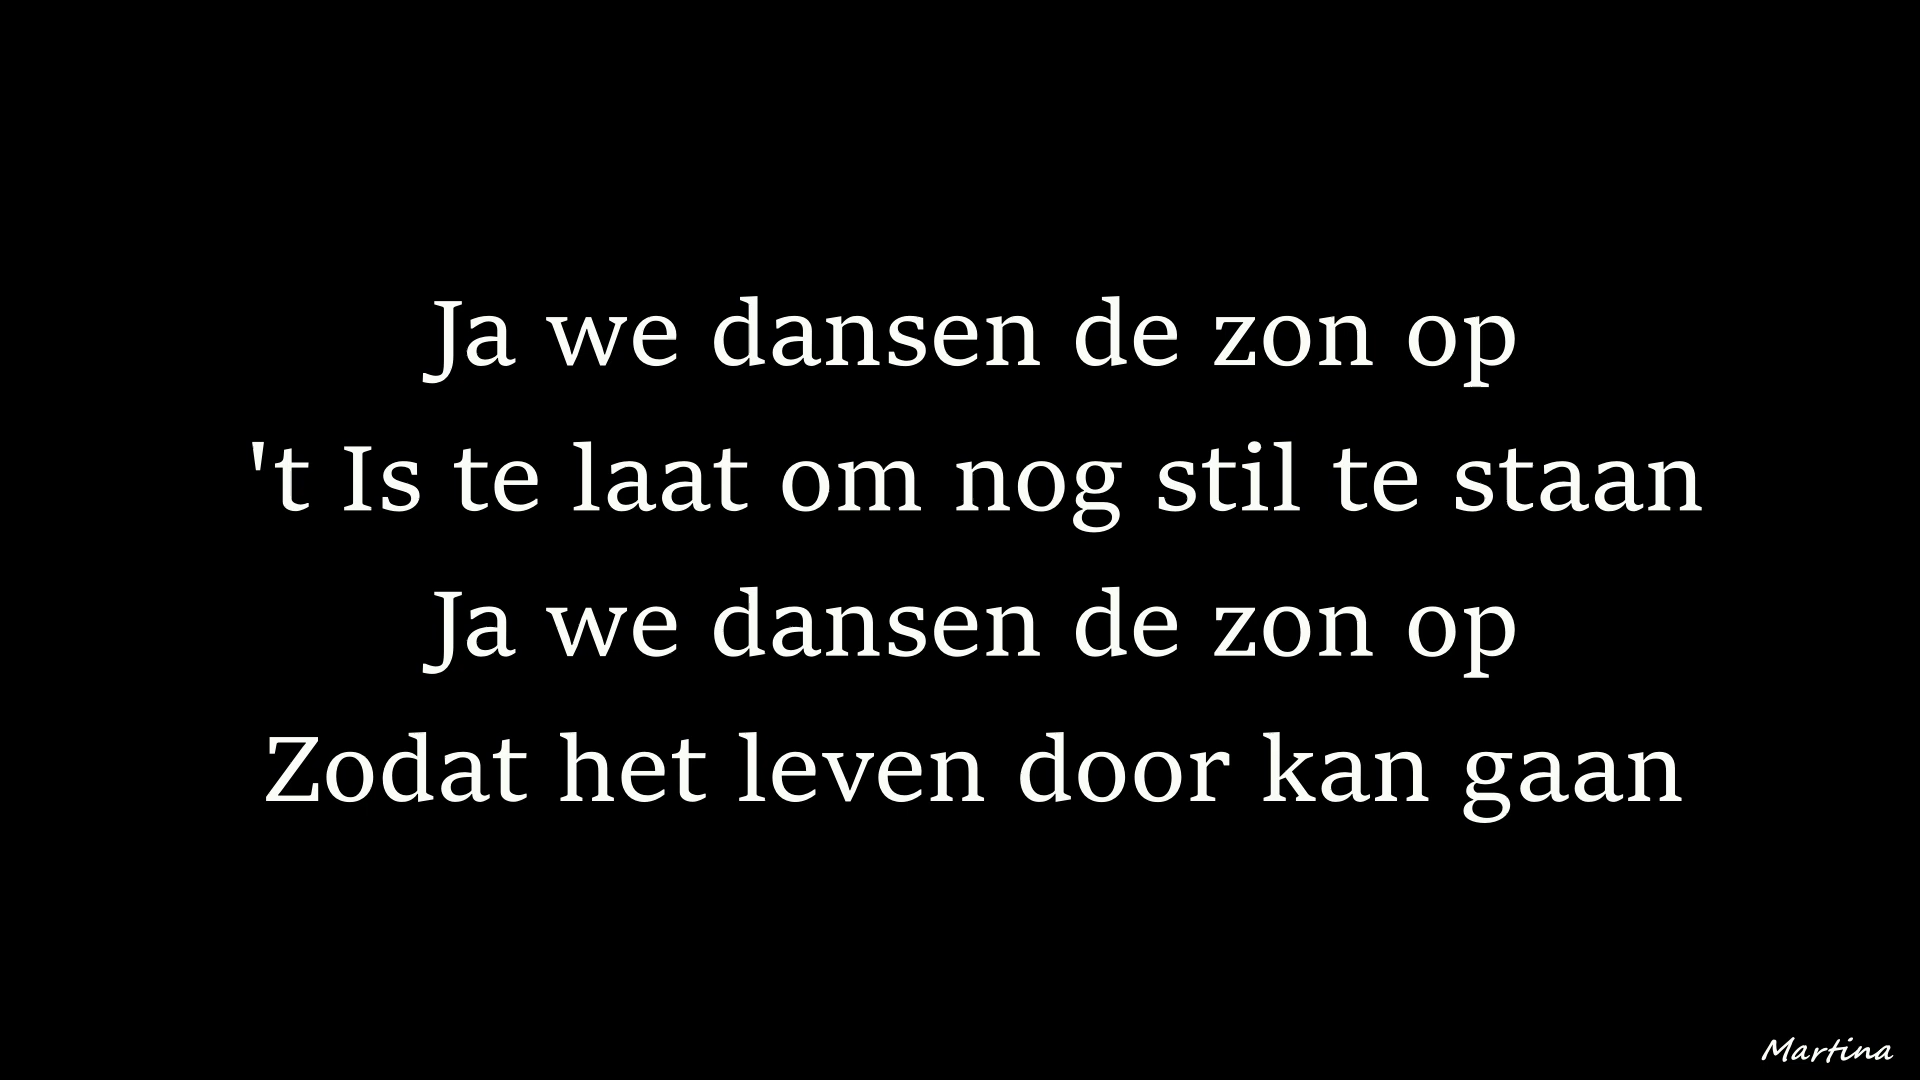 Ja we dansen de zon op
't Is te laat om nog stil te staan
Ja we dansen de zon op
Zodat het leven door kan gaan
Martina